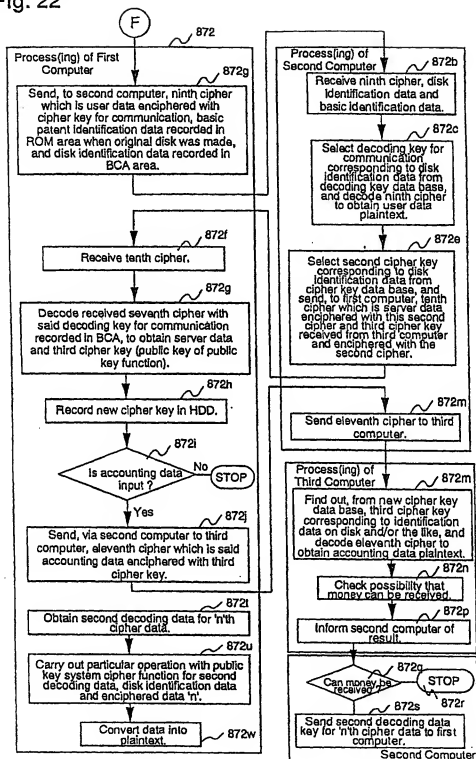 Fig. 22
F
872
Process(ing) of First
Computer
872g
Send, to second computer, ninth cipher
which is user data enciphered with
cipher key for communication, basic
patent identification data recorded in
ROM area when original disk was made,
and disk identification data recorded in
BCA area.
872f
Receive tenth cipher.
872g
Decode received seventh cipher with
said decoding key for communication
recorded in BCA, to obtain server data
and third cipher key (public key of public
key function).
872h
Record new cipher key in HDD.
872i
Is accounting data
input ?
No
STOP
Yes
872j
Send, via second computer to third
computer, eleventh cipher which is said
accounting data enciphered with third
cipher key.
872t
Obtain second decoding data for 'n'th
cipher data.
872u
Carry out particular operation with public
key system cipher function for second
decoding data, disk identification data
and enciphered data 'n'.
Convert data into
plaintext.
872w
Process(ing) of
Second Computer
872b
Receive ninth cipher, disk
identification data and
basic identification data.
872c
Select decoding key for
communication
corresponding to disk
identification data from
decoding key data base,
and decode ninth cipher
to obtain user data
plaintext.
872e
Select second cipher key
corresponding to disk
identification data from
cipher key data base, and
send, to first computer, tenth
cipher which is server data
enciphered with this second
cipher and third cipher key
received from third computer
and enciphered with the
second cipher.
872m
Send eleventh cipher to third
computer.
Process(ing) of
Third Computer
872m
Find out, from new cipher key
data base, third cipher key
corresponding to identification
data on disk and/or the like, and
decode eleventh cipher to
obtain accounting data plaintext.
872n
Check possibility that
money can be received.
872p
Inform second computer of
result.
872q
Can money be
received
STOP
872r
872s
Send second decoding data
key for 'n'th cipher data to first
computer.
Second Computer